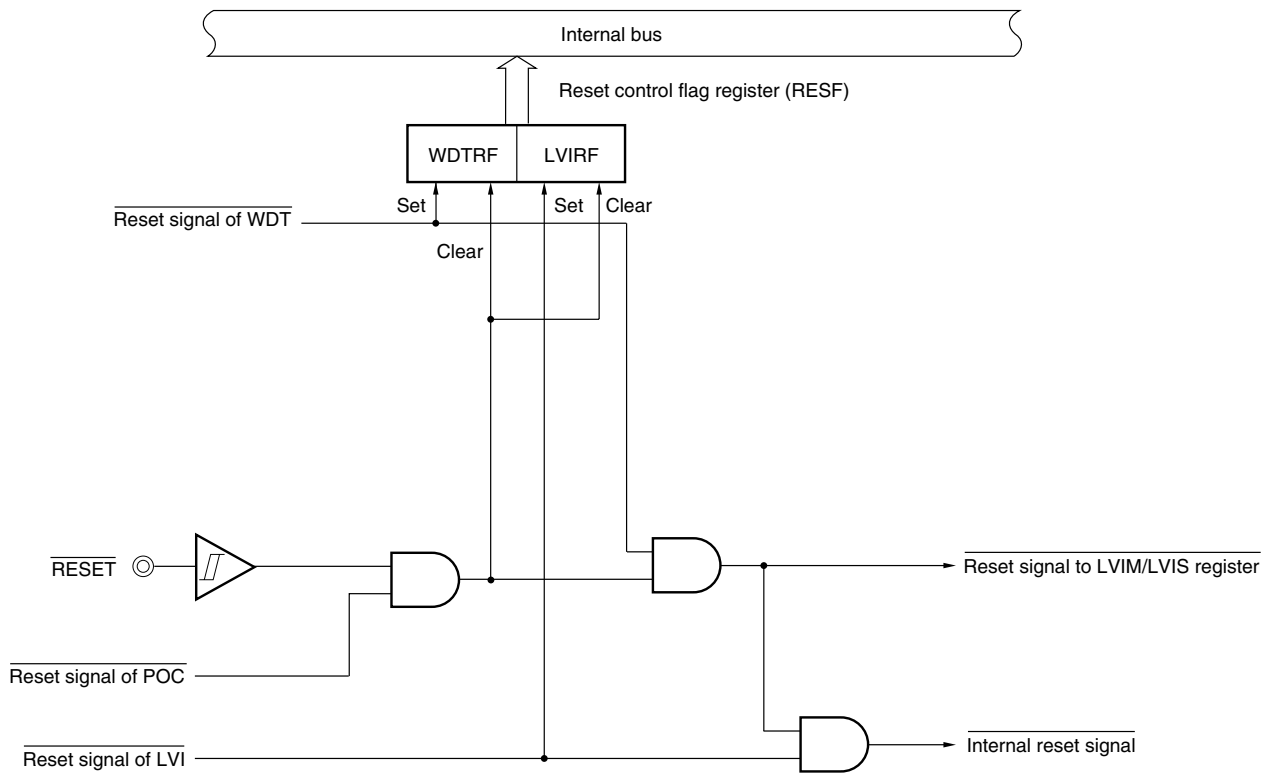 Internal bus
Reset control flag register (RESF)
WDTRF
LVIRF
Set
Set
Clear
Reset signal of WDT
Clear
RESET
Reset signal to LVIM/LVIS register
Reset signal of POC
Internal reset signal
Reset signal of LVI